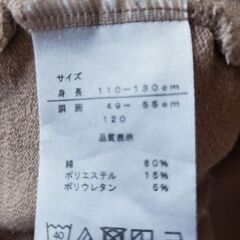 サイズ
身長 110~130cm
胴囲 49~55cm
120
品質表示
綿 80%
ポリエステル 15%
ポリウレタン 5%
40